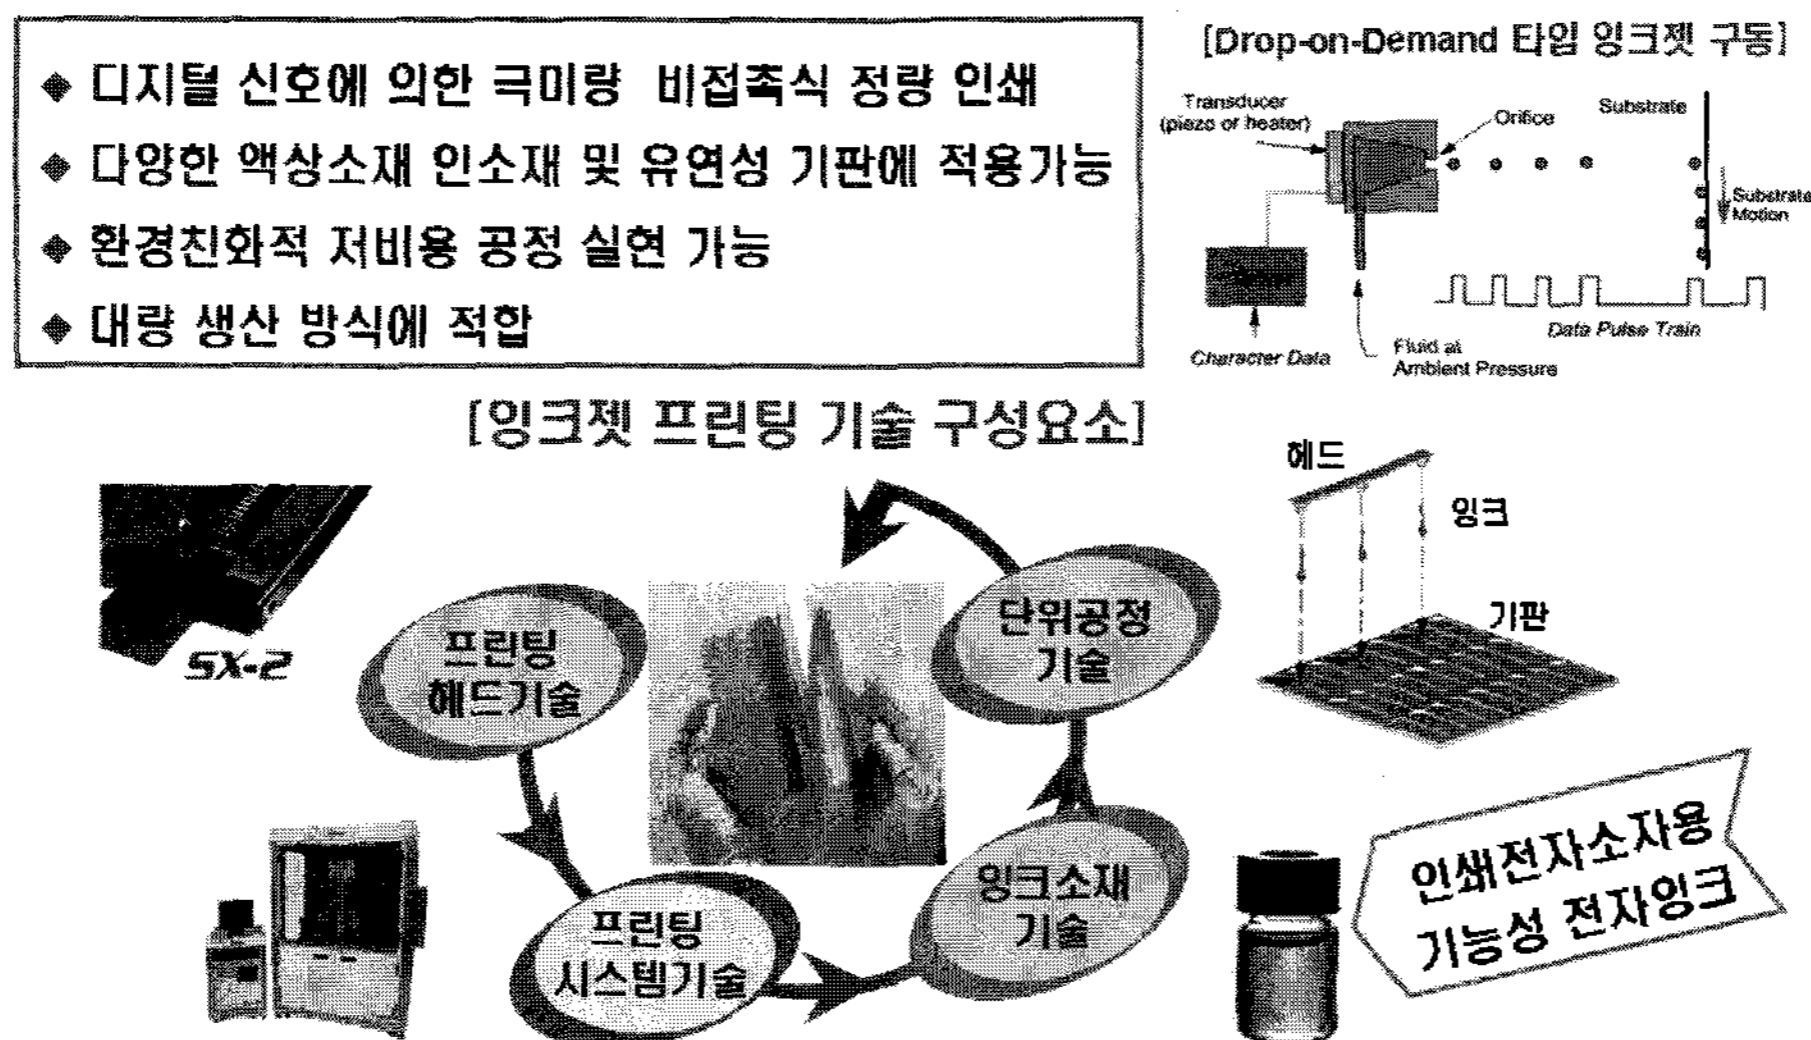 ◆ 디지털 신호에 의한 극미량 비접촉식 정량 인쇄
◆ 다양한 액상소재 인소재 및 유연성 기판에 적용가능
◆ 환경친화적 저비용 공정 실현 가능
◆ 대량 생산 방식에 적합
[Drop-on-Demand 타입 잉크젯 구동]
Transducer
(piezo or heater)
Orifice
Substrate
Substrate
Motion
Data Pulse Train
Character Data
Fluid at
Ambient Pressure
[잉크젯 프린팅 기술 구성요소]
SX-2
프린팅
헤드기술
단위공정
기술
헤드
잉크
기판
프린팅
시스템기술
잉크소재
기술
인쇄전자소자용
기능성 전자잉크